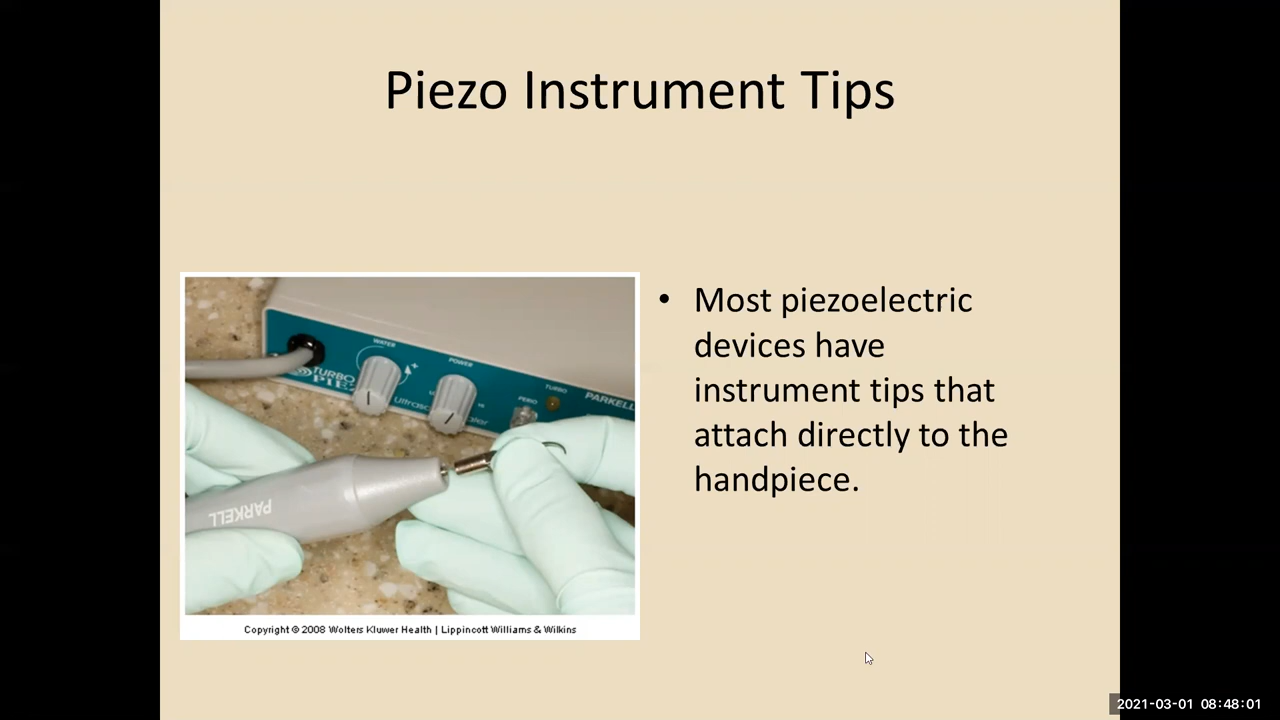 Piezo Instrument Tips
WATER
POWER
TURBO
PIEZ
PERIO
TURBO
PARKELL
PARKELL
• Most piezoelectric
devices have
instrument tips that
attach directly to the
handpiece.
Copyright © 2008 Wolters Kluwer Health | Lippincott Williams & Wilkins
2021-03-01 08:48:01